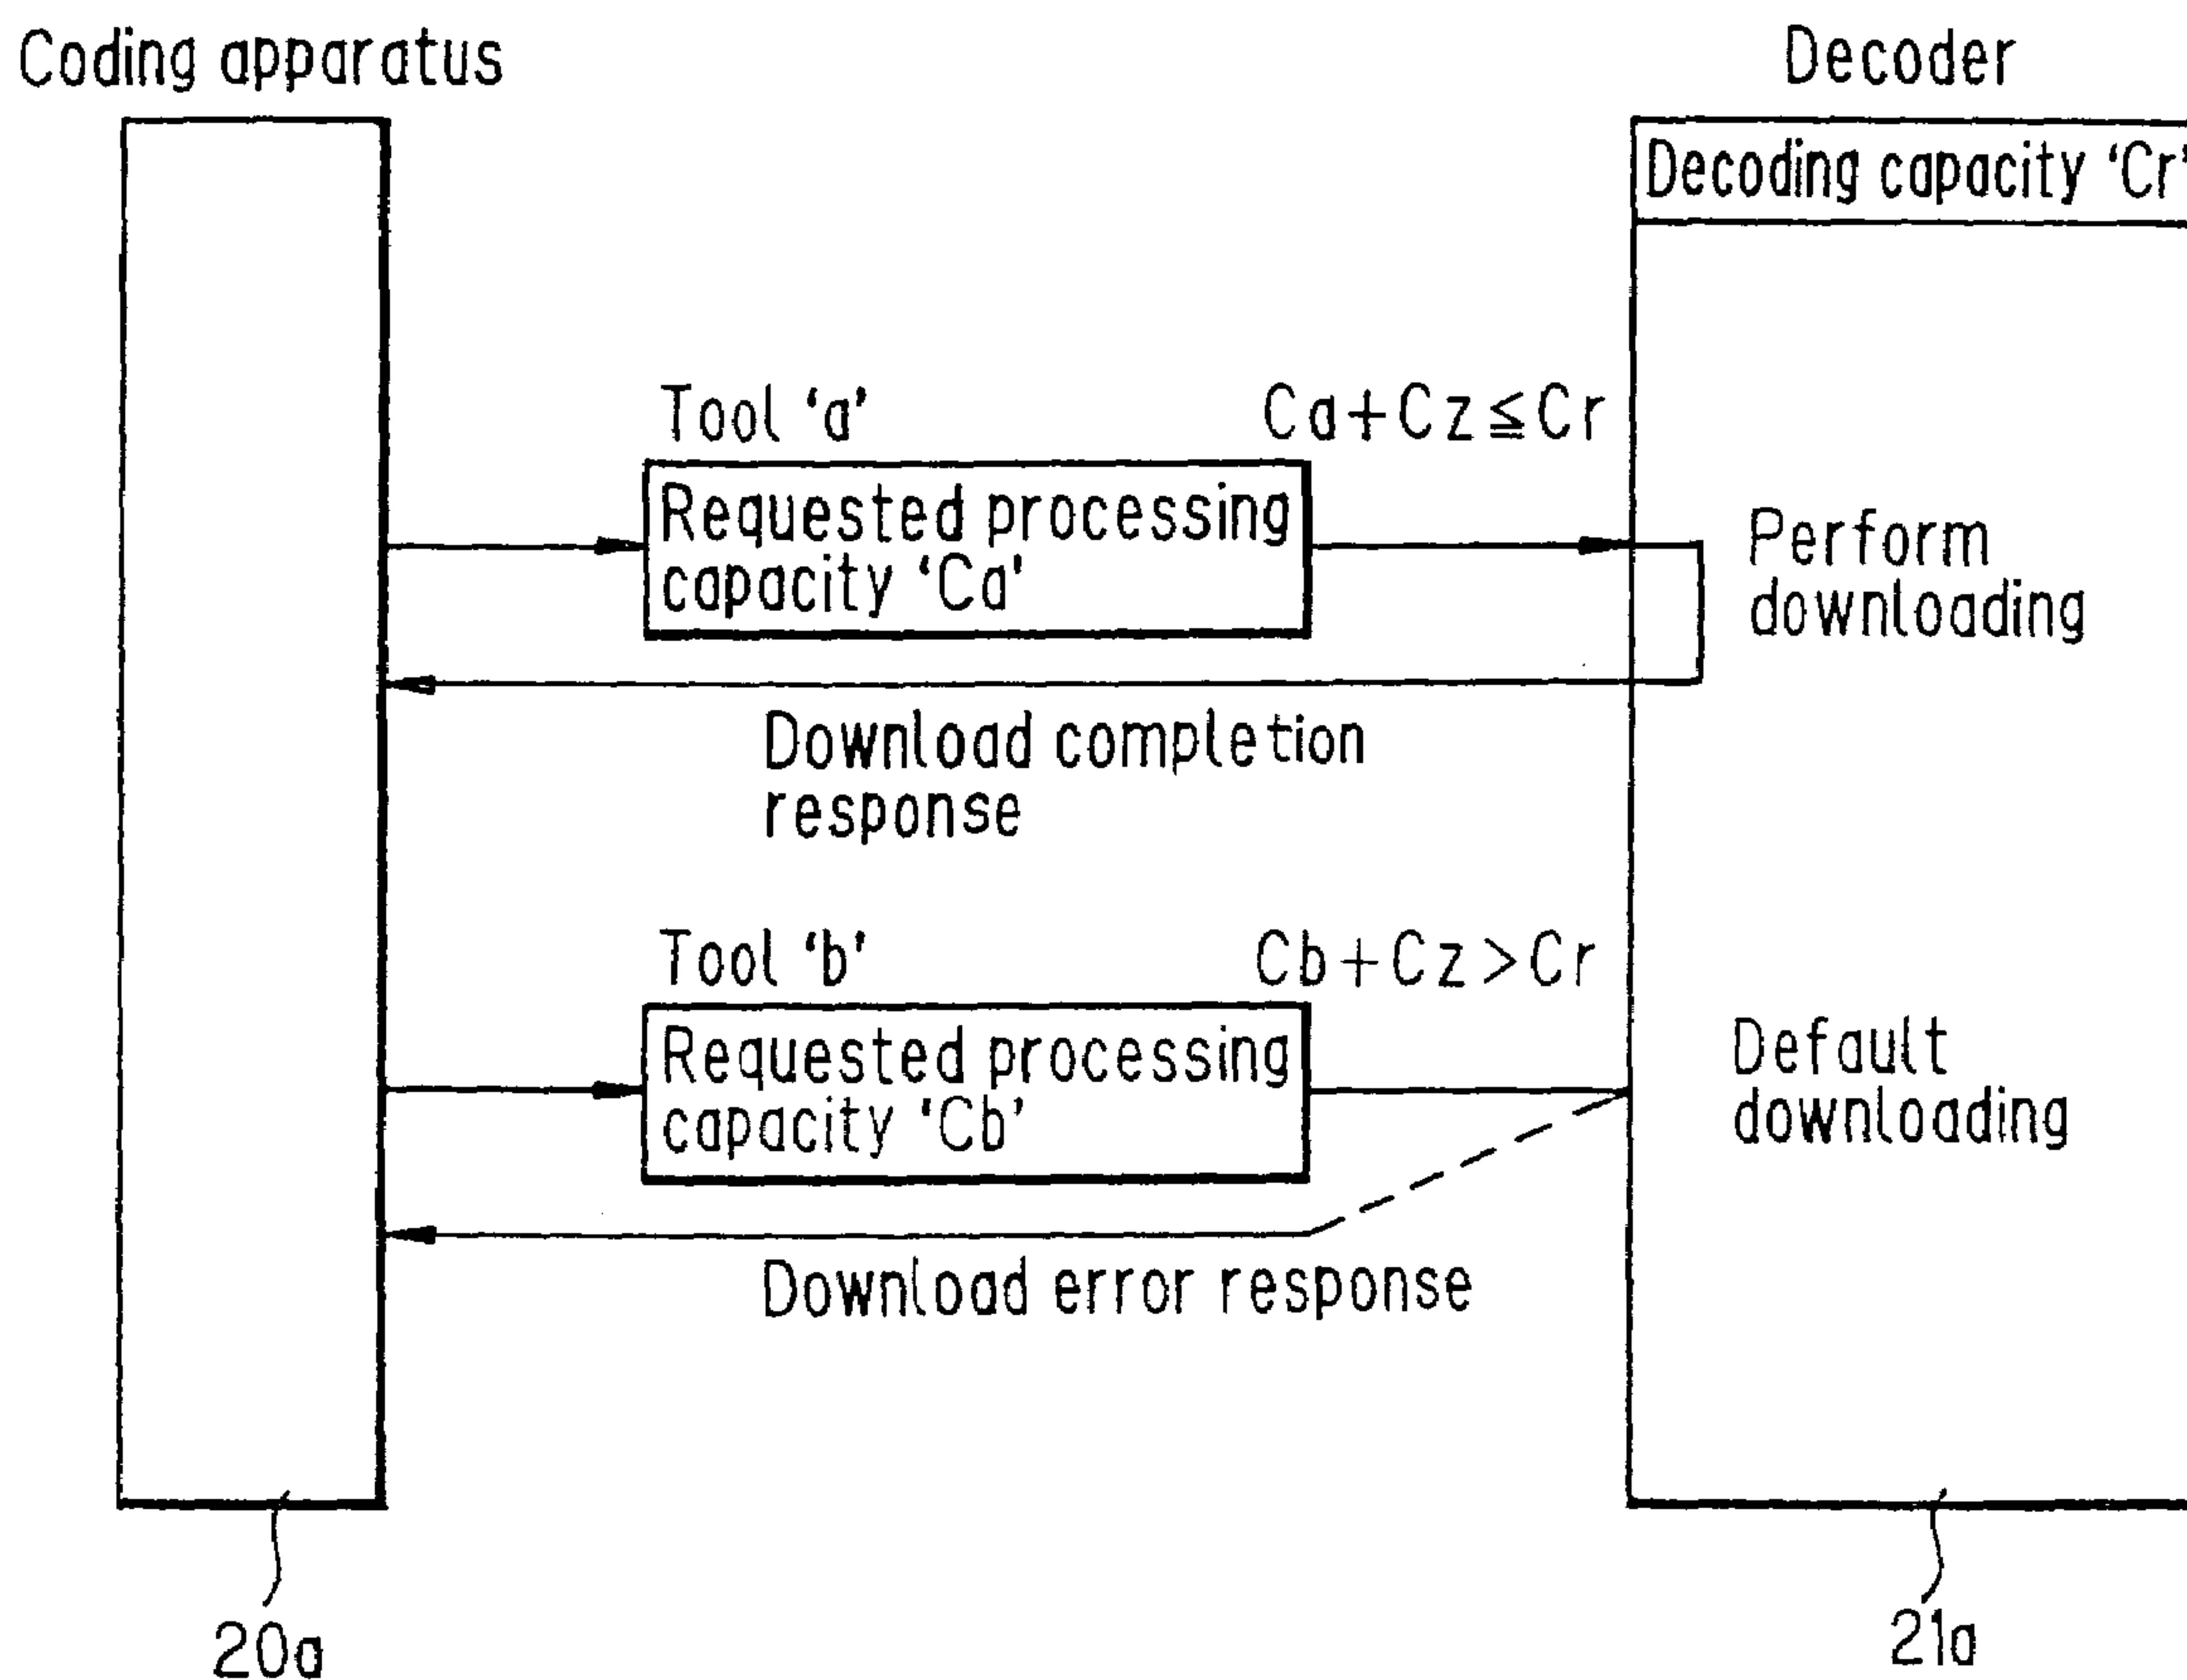 Coding apparatus
Decoder
Decoding capacity ‘Cr’
Tool ‘a’
Ca+Cz≦Cr
Requested processing
capacity ‘Ca’
Perform
downloading
Download completion
response
Tool ‘b’
Cb+Cz>Cr
Requested processing
capacity ‘Cb’
Default
downloading
Download error response
20a
21a